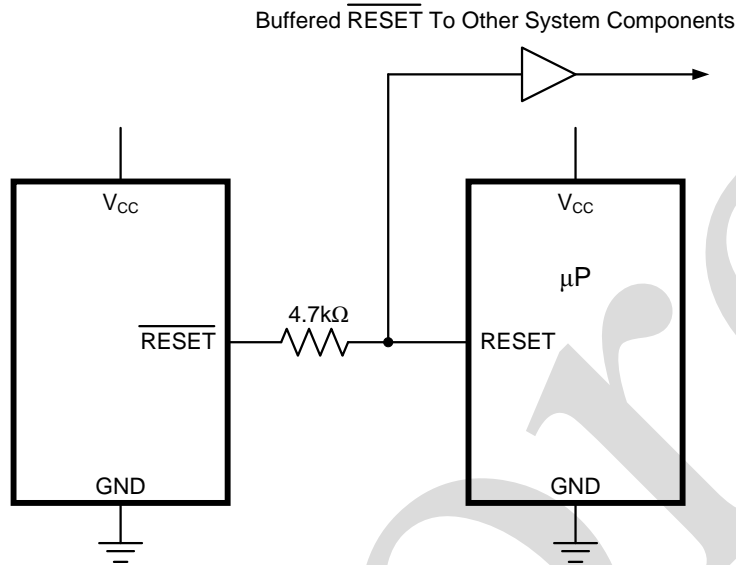 Buffered RESET To Other System Components
VCC
VCC
μP
4.7kΩ
RESET
RESET
GND
GND